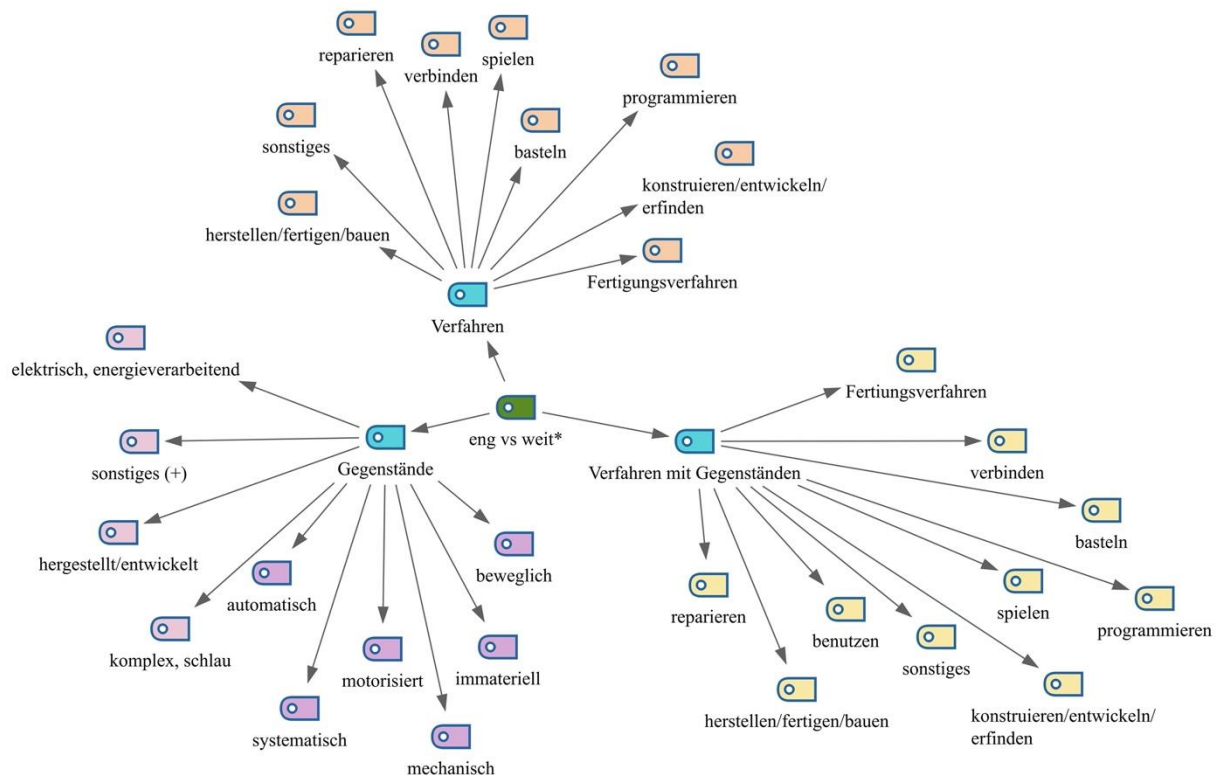 reparieren
verbinden
spielen
programmieren
sonstiges
basteln
konstruieren/entwickeln/
erfinden
herstellen/fertigen/bauen
Fertigungsverfahren
Verfahren
elektrisch, energieverarbeitend
Fertiungsverfahren
eng vs weit*
sonstiges (+)
Gegenstände
Verfahren mit Gegenständen
verbinden
hergestellt/entwickelt
beweglich
basteln
automatisch
reparieren
benutzen
spielen
programmieren
komplex, schlau
motorisiert
immateriell
sonstiges
systematisch
mechanisch
herstellen/fertigen/bauen
konstruieren/entwickeln/
erfinden